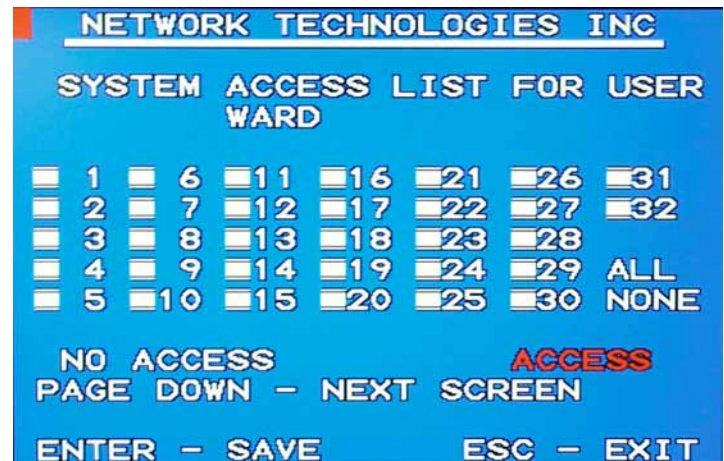 NETWORK TECHNOLOGIES INC
SYSTEM ACCESS LIST FOR USER
WARD
1 6 11 16 21 26 31
2 7 12 17 22 27 32
3 8 13 18 23 28
4 9 14 19 24 29 ALL
5 10 15 20 25 30 NONE
NO ACCESS ACCESS
PAGE DOWN - NEXT SCREEN
ENTER - SAVE ESC - EXIT